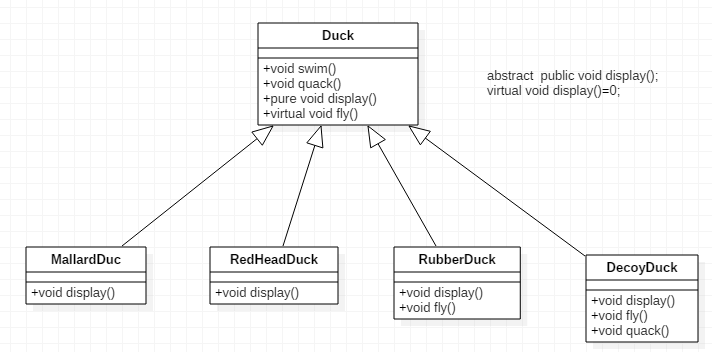 Duck
+void swim()
+void quack()
+pure void display()
+virtual void fly()
abstract  public void display();
virtual void display()=0;
MallardDuc
+void display()
RedHeadDuck
+void display()
RubberDuck
+void display()
+void fly()
DecoyDuck
+void display()
+void fly()
+void quack()